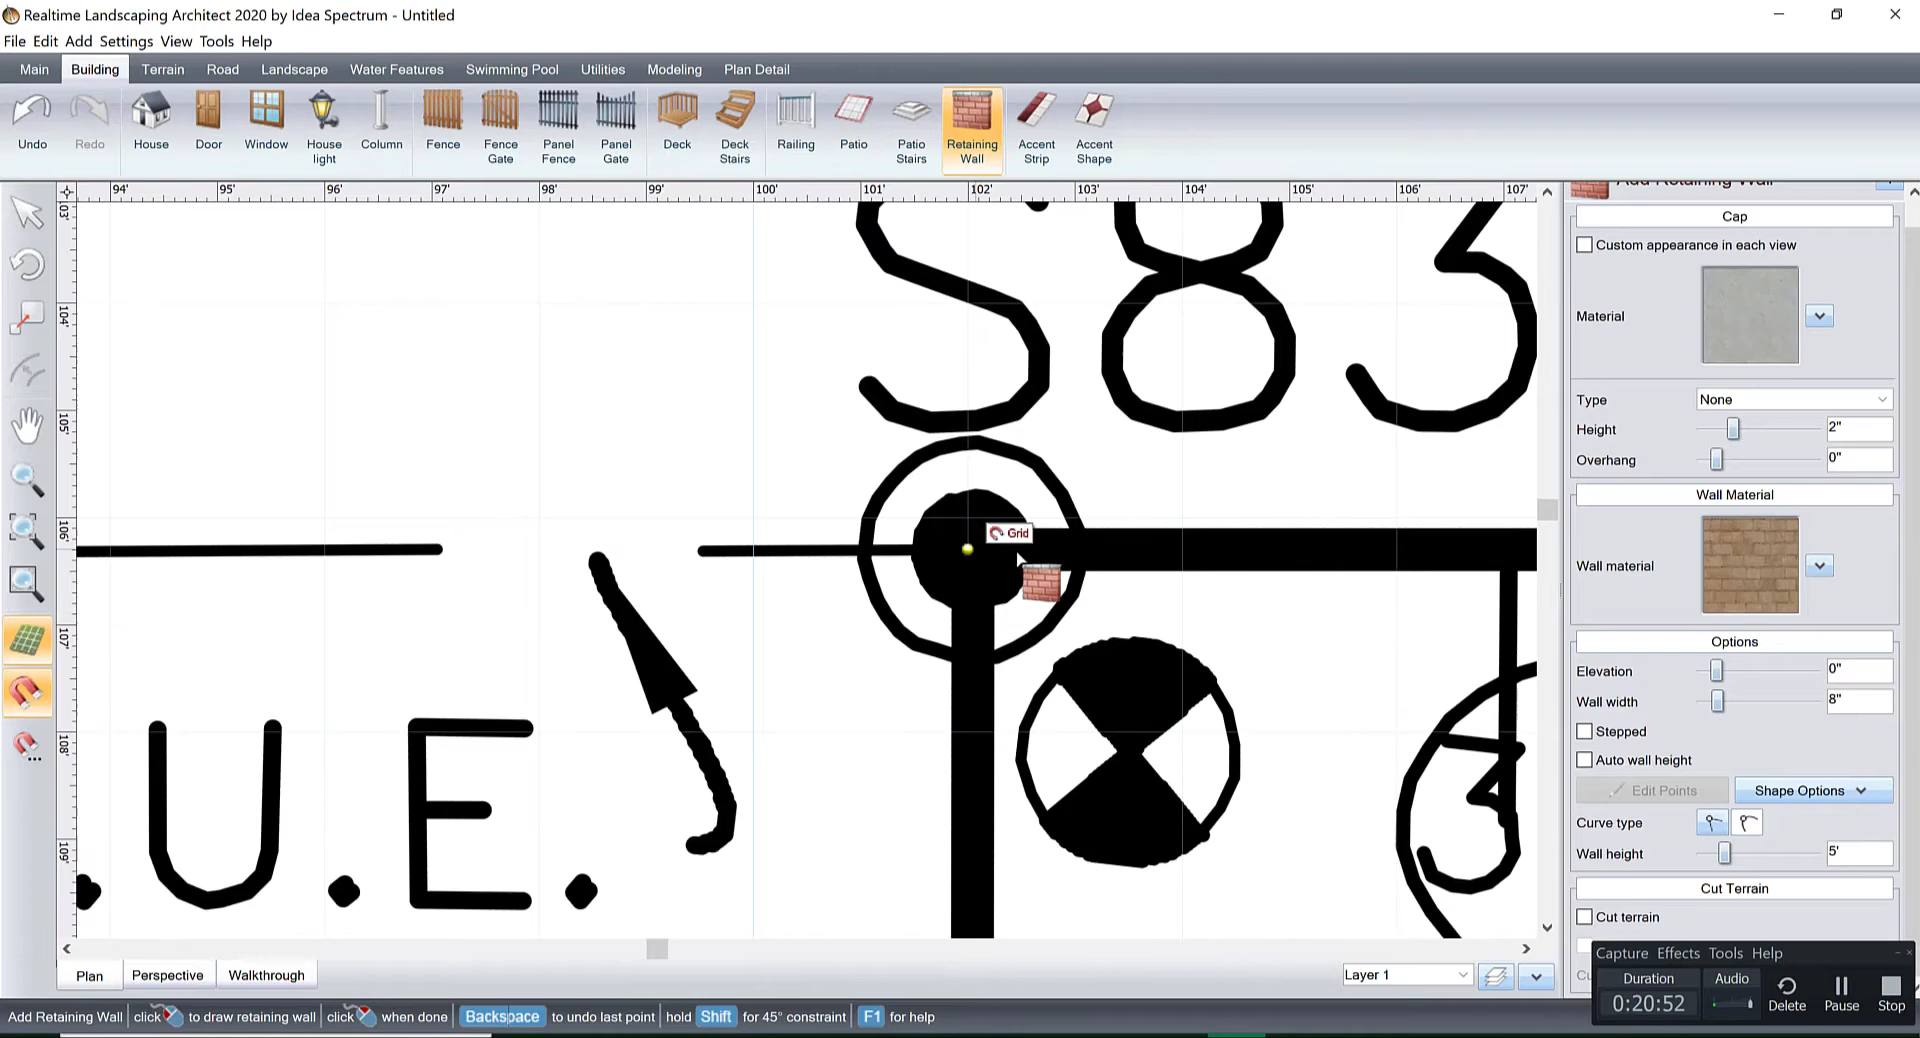 Realtime Landscaping Architect 2020 by Idea Spectrum - Untitled
File Edit Add Settings View Tools Help
Main Building Terrain Road Landscape Water Features Swimming Pool Utilities Modeling Plan Detail
Undo Redo House Door Window House light Column Fence Fence Gate Panel Fence Panel Gate Deck Deck Stairs Railing Patio Patio Stairs Retaining Wall Accent Strip Accent Shape
94' 95' 96' 97' 98' 99' 100' 101' 102' 103' 104' 105' 106' 107'
103'
104'
105'
106'
107'
108'
109'
S 8 3
Grid
U.E.
3
Add Retaining Wall
Cap
Custom appearance in each view
Material
Type None
Height 2"
Overhang 0"
Wall Material
Wall material
Options
Elevation 0"
Wall width 8"
Stepped
Auto wall height
Edit Points Shape Options
Curve type
Wall height 5'
Cut Terrain
Cut terrain
Capture Effects Tools Help
Duration Audio
0:20:52 Delete Pause Stop
Plan Perspective Walkthrough
Layer 1
Add Retaining Wall click to draw retaining wall click when done Backspace to undo last point hold Shift for 45° constraint F1 for help